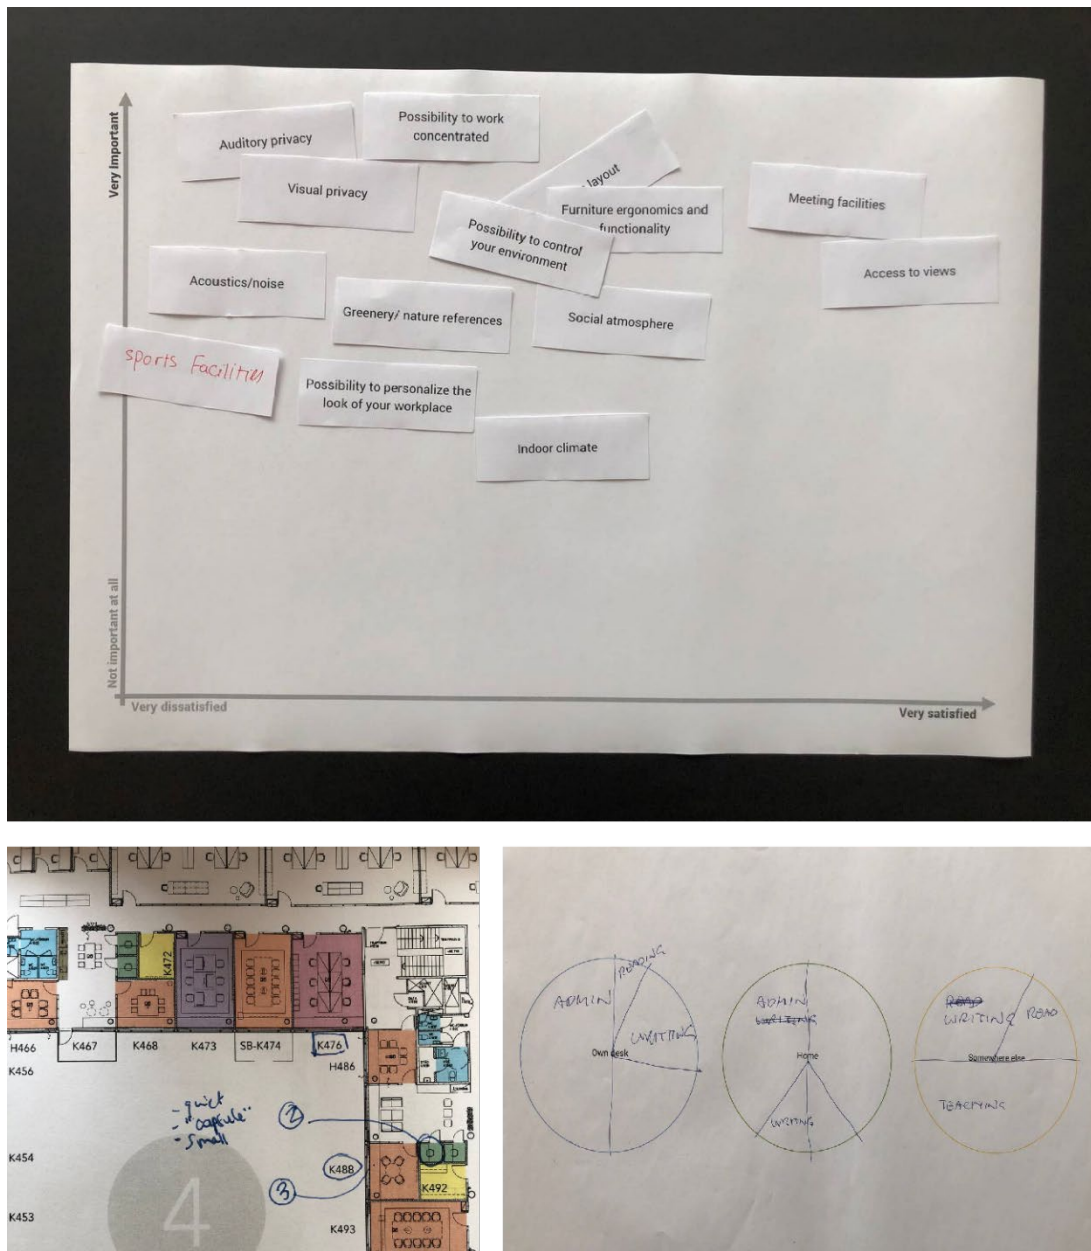 Very Important
Auditory privacy
Possibility to work
concentrated
Visual privacy
layout
Furniture ergonomics and
functionality
Meeting facilities
Possibility to control
your environment
Access to views
Acoustics/noise
Greenery/ nature references
Social atmosphere
sports Facilities
Possibility to personalize the
look of your workplace
Indoor climate
Not important at all
Very dissatisfied
Very satisfied
K472
H466
K467
K468
K473
SB-K474
K476
K456
H486
- quiet
- "capsule"
- small
2
K454
K488
3
K492
4
K453
K493
READING
ADMIN
WRITING
Own desk
ADMIN
WRITING
Home
WRITING
READ
WRITING READ
Somewhere else
TEACHING